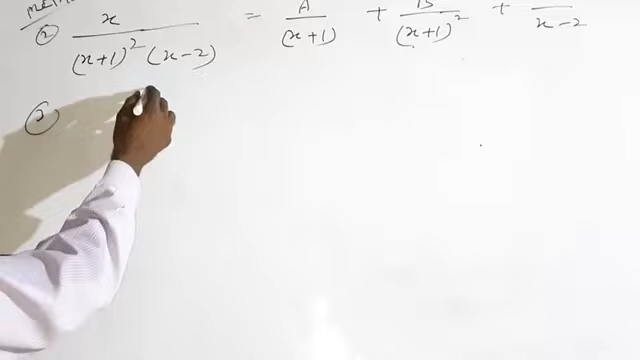 ② x/((x+1)² (x-2)) = A/(x+1) + B/(x+1)² + /(x-2)
③